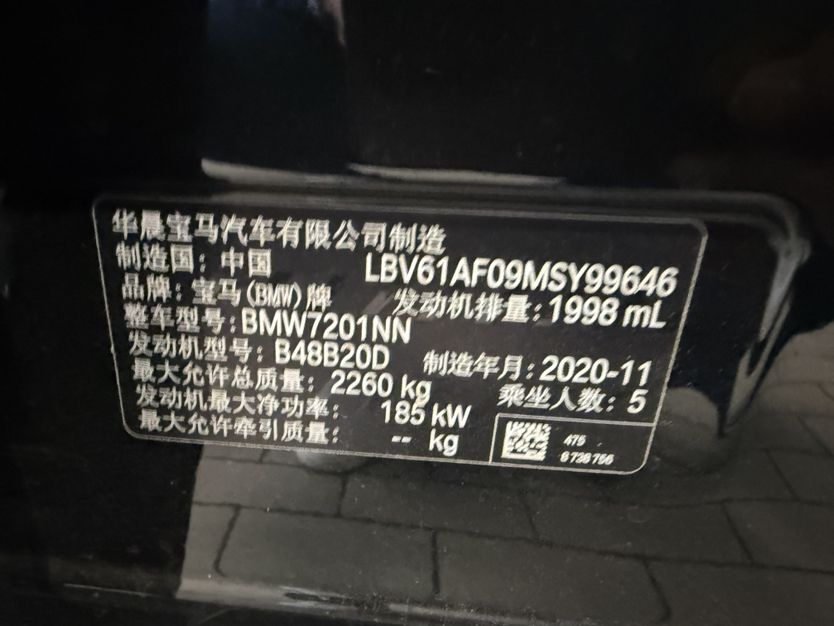 华晨宝马汽车有限公司制造
制造国：中国 LBV61AF09MSY99646
品牌：宝马(BMW)牌 发动机排量：1998 mL
整车型号：BMW7201NN
发动机型号：B48B20D 制造年月：2020-11
最大允许总质量：2260 kg 乘坐人数：5
发动机最大净功率：185 kW
最大允许牵引质量：-- kg
475
8736756